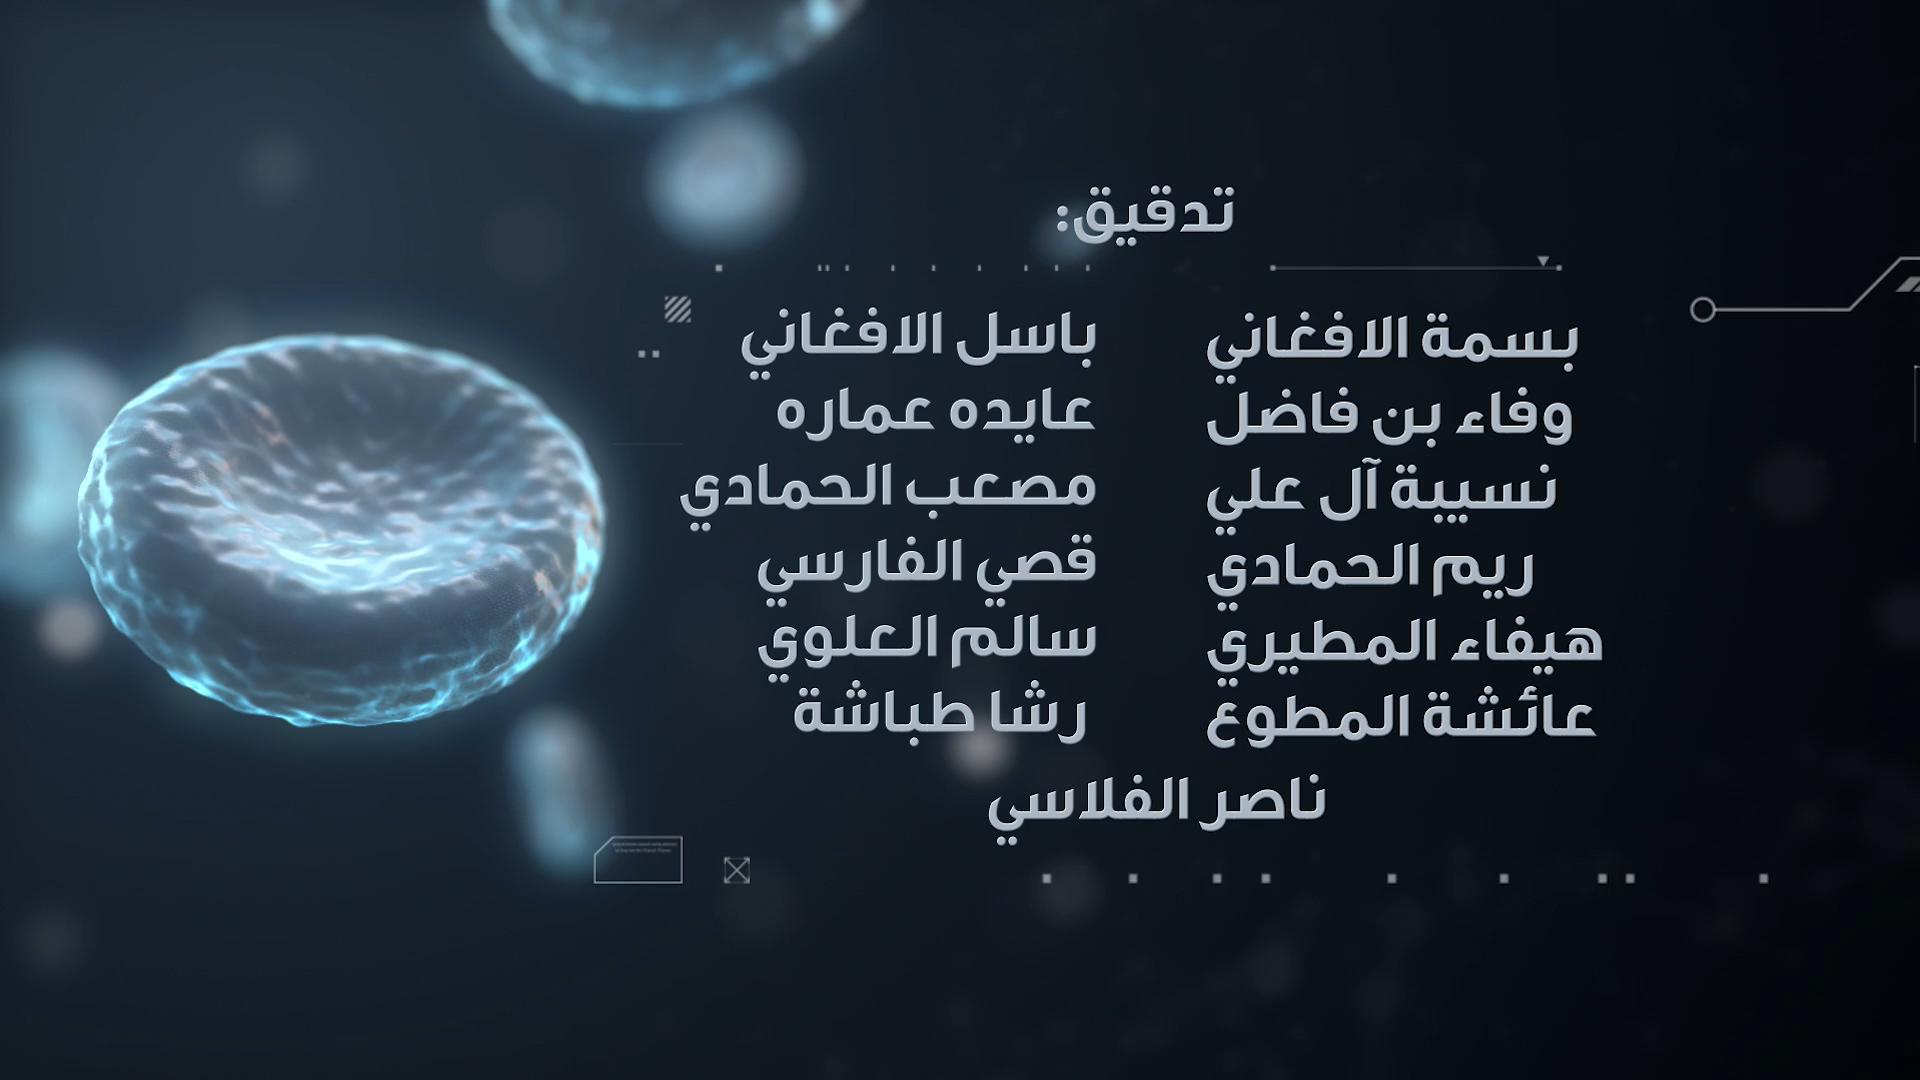 تدقيق:
بسمة الافغاني
باسل الافغاني
وفاء بن فاضل
عايده عماره
نسيبة آل علي
مصعب الحمادي
ريم الحمادي
قصي الفارسي
هيفاء المطيري
سالم العلوي
عائشة المطوع
رشا طباشة
ناصر الفلاسي